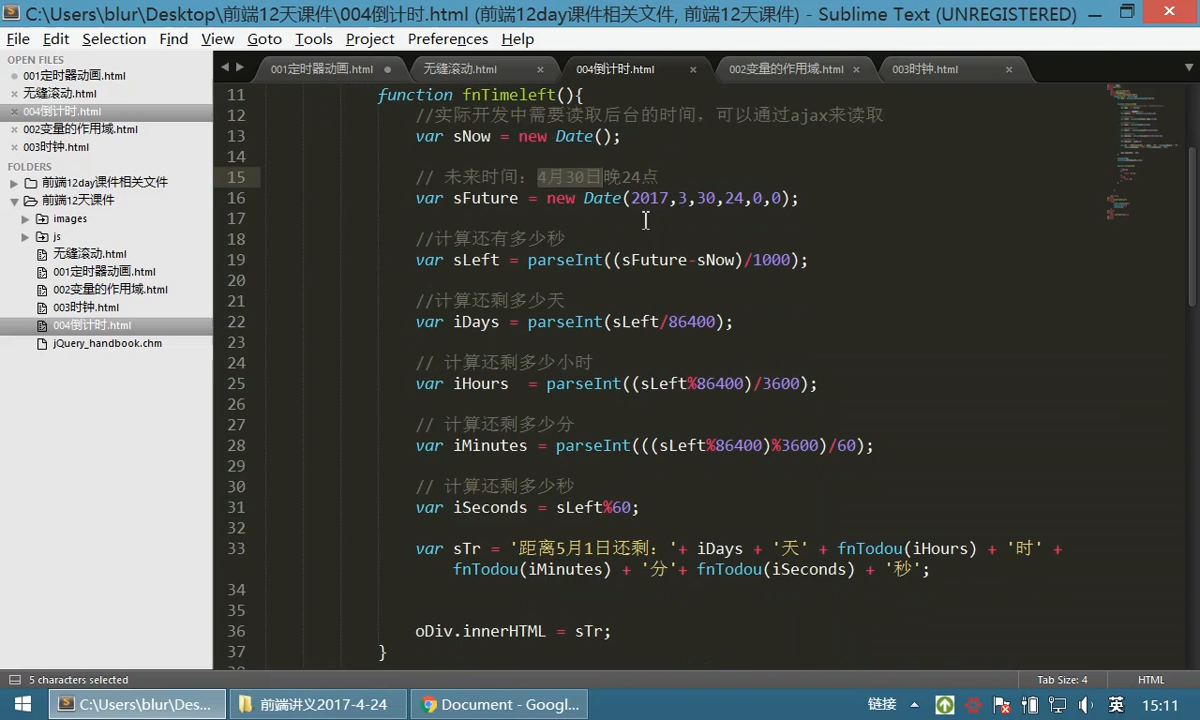 C:\Users\blur\Desktop\前端12天课件\004倒计时.html (前端12day课件相关文件, 前端12天课件) - Sublime Text (UNREGISTERED)
File Edit Selection Find View Goto Tools Project Preferences Help
OPEN FILES
001定时器动画.html
无缝滚动.html
004倒计时.html
002变量的作用域.html
003时钟.html
FOLDERS
前端12day课件相关文件
前端12天课件
images
js
无缝滚动.html
001定时器动画.html
002变量的作用域.html
003时钟.html
004倒计时.html
jQuery_handbook.chm
001定时器动画.html 无缝滚动.html 004倒计时.html 002变量的作用域.html 003时钟.html
11 function fnTimeleft(){
12 //实际开发中需要读取后台的时间，可以通过ajax来读取
13 var sNow = new Date();
14
15 // 未来时间：4月30日晚24点
16 var sFuture = new Date(2017,3,30,24,0,0);
17
18 //计算还有多少秒
19 var sLeft = parseInt((sFuture-sNow)/1000);
20
21 //计算还剩多少天
22 var iDays = parseInt(sLeft/86400);
23
24 // 计算还剩多少小时
25 var iHours  = parseInt((sLeft%86400)/3600);
26
27 // 计算还剩多少分
28 var iMinutes = parseInt(((sLeft%86400)%3600)/60);
29
30 // 计算还剩多少秒
31 var iSeconds = sLeft%60;
32
33 var sTr = '距离5月1日还剩：'+ iDays + '天' + fnTodou(iHours) + '时' +
fnTodou(iMinutes) + '分'+ fnTodou(iSeconds) + '秒';
34
35
36 oDiv.innerHTML = sTr;
37 }
5 characters selected Tab Size: 4 HTML
C:\Users\blur\Des... 前端讲义2017-4-24 Document - Googl... 链接 英 15:11